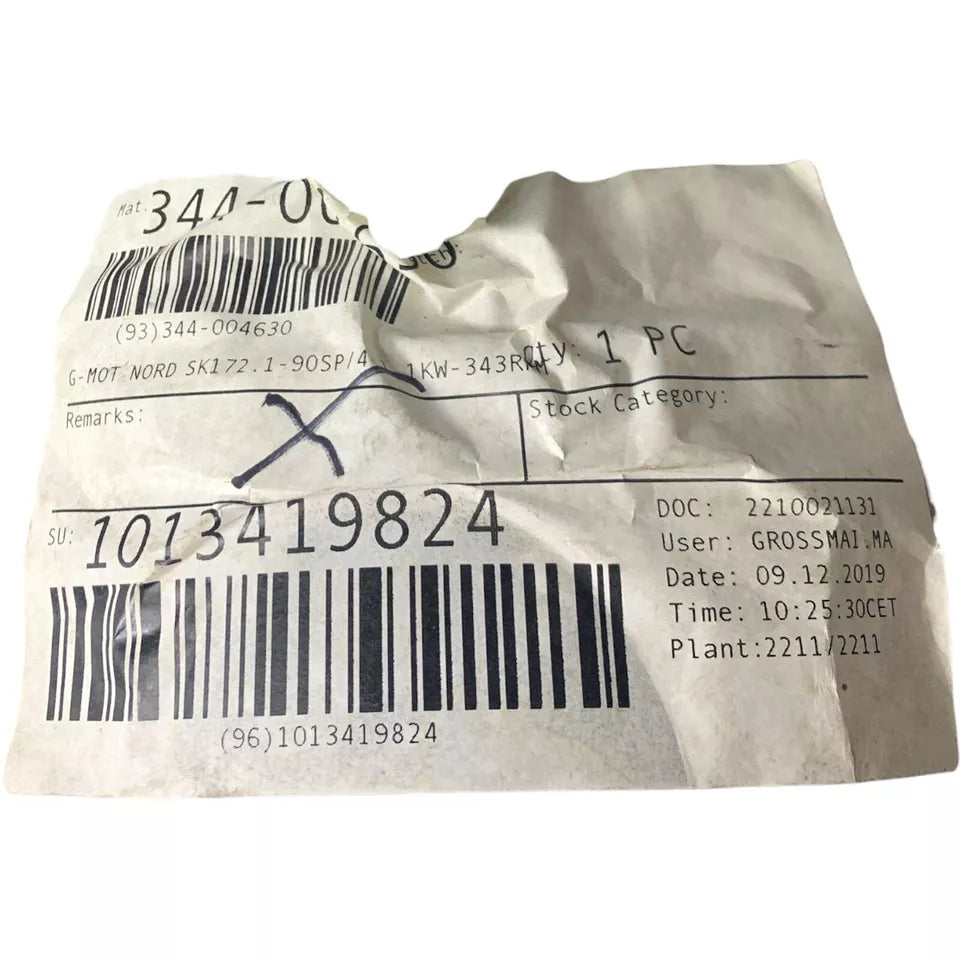 Mat. 344-00
(93)344-004630
G-MOT NORD SK172.1-90SP/4 1KW-343R
Qty: 1 PC
Remarks:
Stock Category:
X
SU: 1013419824
(96)1013419824
DOC: 2210021131
User: GROSSMAI.MA
Date: 09.12.2019
Time: 10:25:30CET
Plant:2211/2211